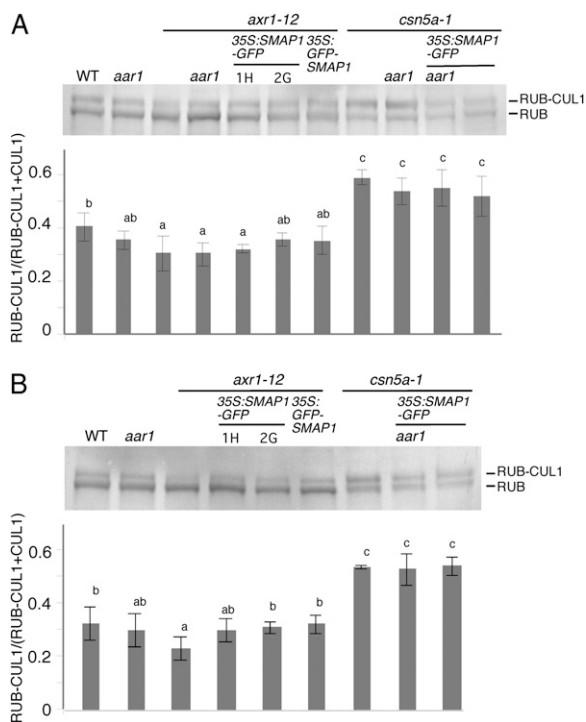 A
axr1-12
csn5a-1
35S:SMAP1
-GFP
35S:
GFP-
SMAP1
35S:SMAP1
-GFP
WT
aar1
aar1
1H
2G
aar1
aar1
RUB-CUL1
RUB
RUB-CUL1/(RUB-CUL1+CUL1)
0.6
0.4
0.2
0
b
ab
a
a
a
ab
ab
c
c
c
c
B
axr1-12
csn5a-1
35S:SMAP1
-GFP
35S:
GFP-
SMAP1
35S:SMAP1
-GFP
WT
aar1
1H
2G
aar1
RUB-CUL1
RUB
RUB-CUL1/(RUB-CUL1+CUL1)
0.6
0.4
0.2
0
b
ab
a
ab
b
b
c
c
c